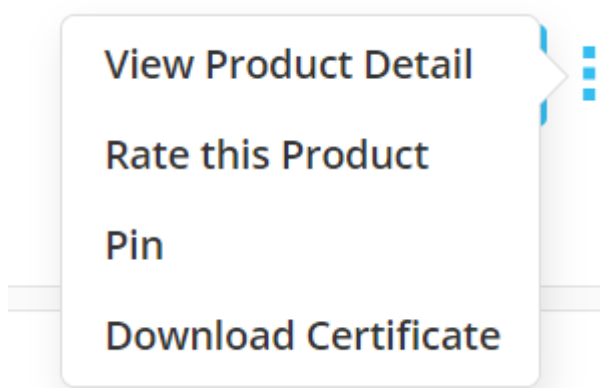 View Product Detail
Rate this Product
Pin
Download Certificate